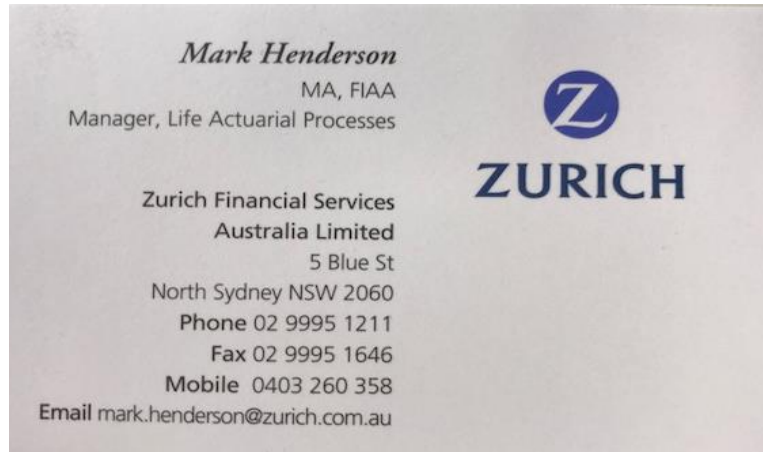 Mark Henderson
MA, FIAA
Manager, Life Actuarial Processes
Z
ZURICH
Zurich Financial Services
Australia Limited
5 Blue St
North Sydney NSW 2060
Phone 02 9995 1211
Fax 02 9995 1646
Mobile 0403 260 358
Email mark.henderson@zurich.com.au